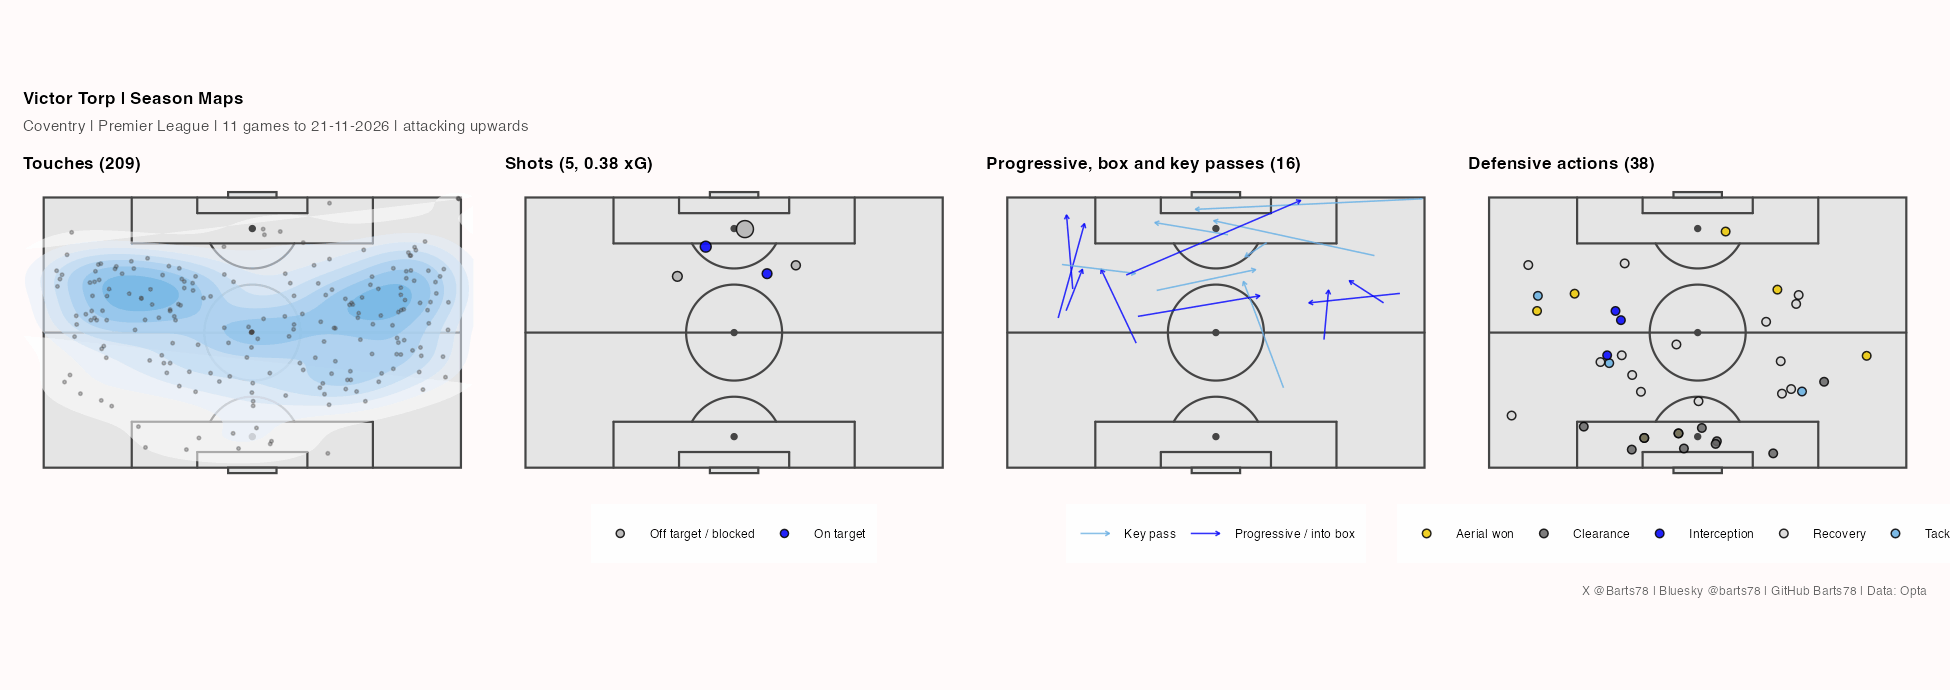 Victor Torp | Season Maps
Coventry | Premier League | 11 games to 21-11-2026 | attacking upwards
Touches (209)
Shots (5, 0.38 xG)
Progressive, box and key passes (16)
Defensive actions (38)
Off target / blocked
On target
Key pass
Progressive / into box
Aerial won
Clearance
Interception
Recovery
Tack
X @Barts78 | Bluesky @barts78 | GitHub Barts78 | Data: Opta